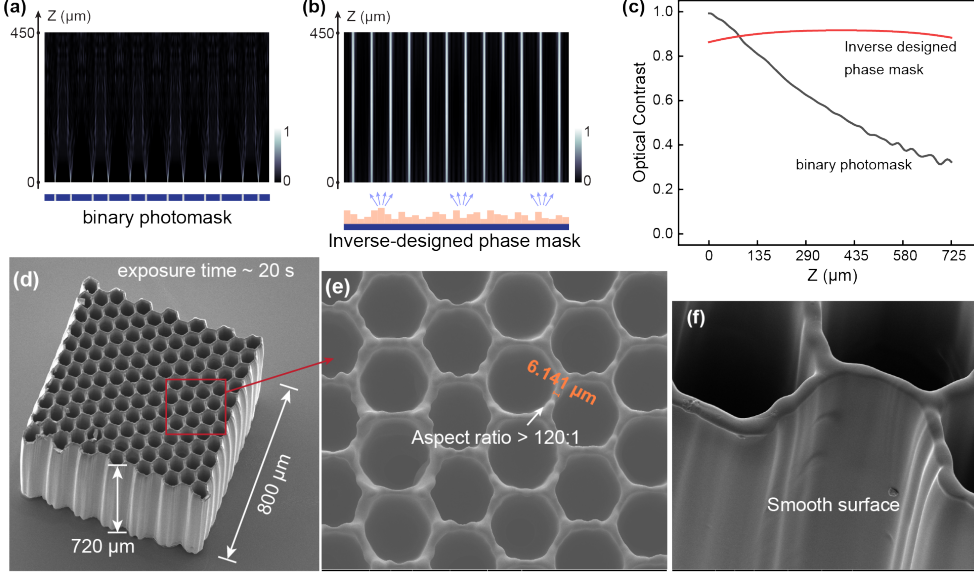 (a)
Z (μm)
450
0
1
0
binary photomask
(b)
Z (μm)
450
0
1
0
Inverse-designed phase mask
(c)
Optical Contrast
1.0
0.8
0.6
0.4
0.2
0.0
Inverse designed
phase mask
binary photomask
0 135 435 580 725
Z (μm)
(d)
exposure time ~ 20 s
720 μm
800 μm
(e)
6.141 μm
Aspect ratio > 120:1
(f)
Smooth surface